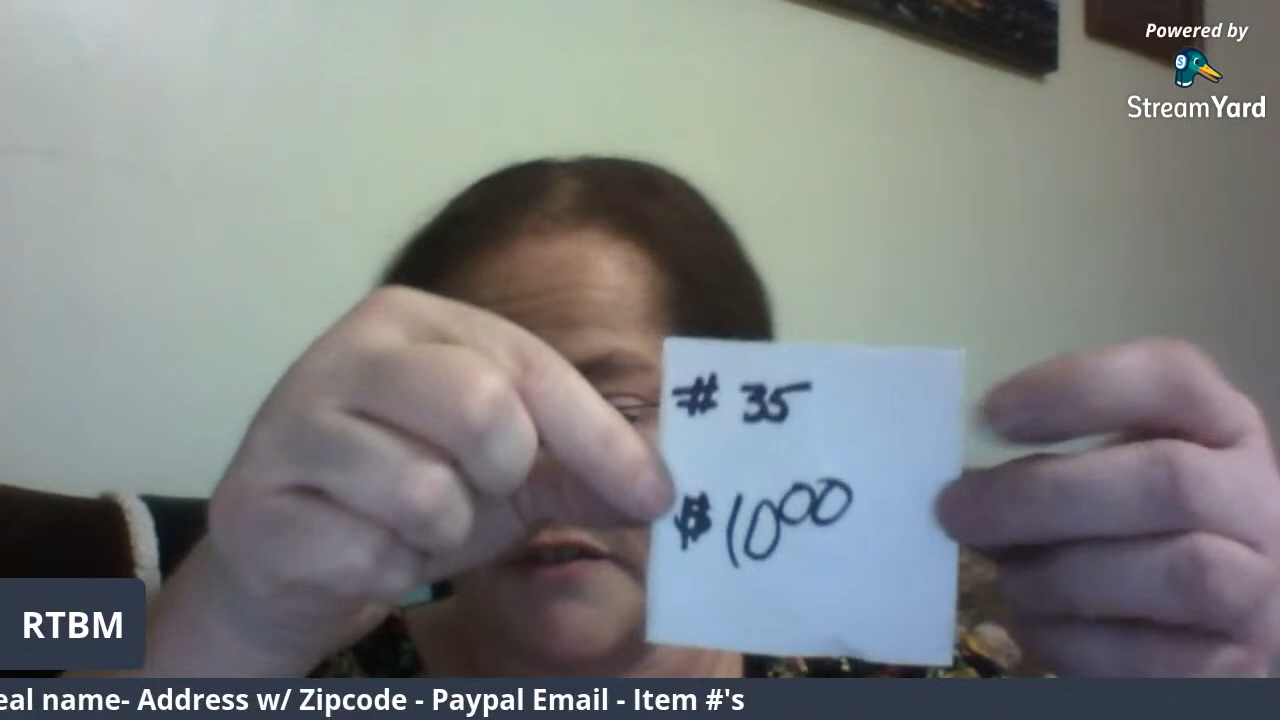 Powered by
StreamYard
# 35
$10⁰⁰
RTBM
eal name- Address w/ Zipcode - Paypal Email - Item #'s